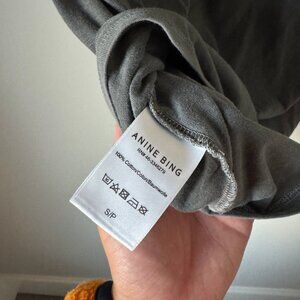 ANINE BING
100% Cotton/Coton/Baumwolle
S/P